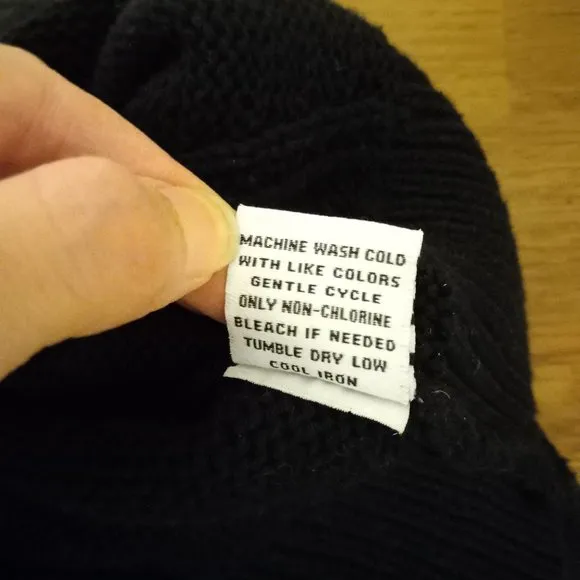 MACHINE WASH COLD
WITH LIKE COLORS
GENTLE CYCLE
ONLY NON-CHLORINE
BLEACH IF NEEDED
TUMBLE DRY LOW
COOL IRON